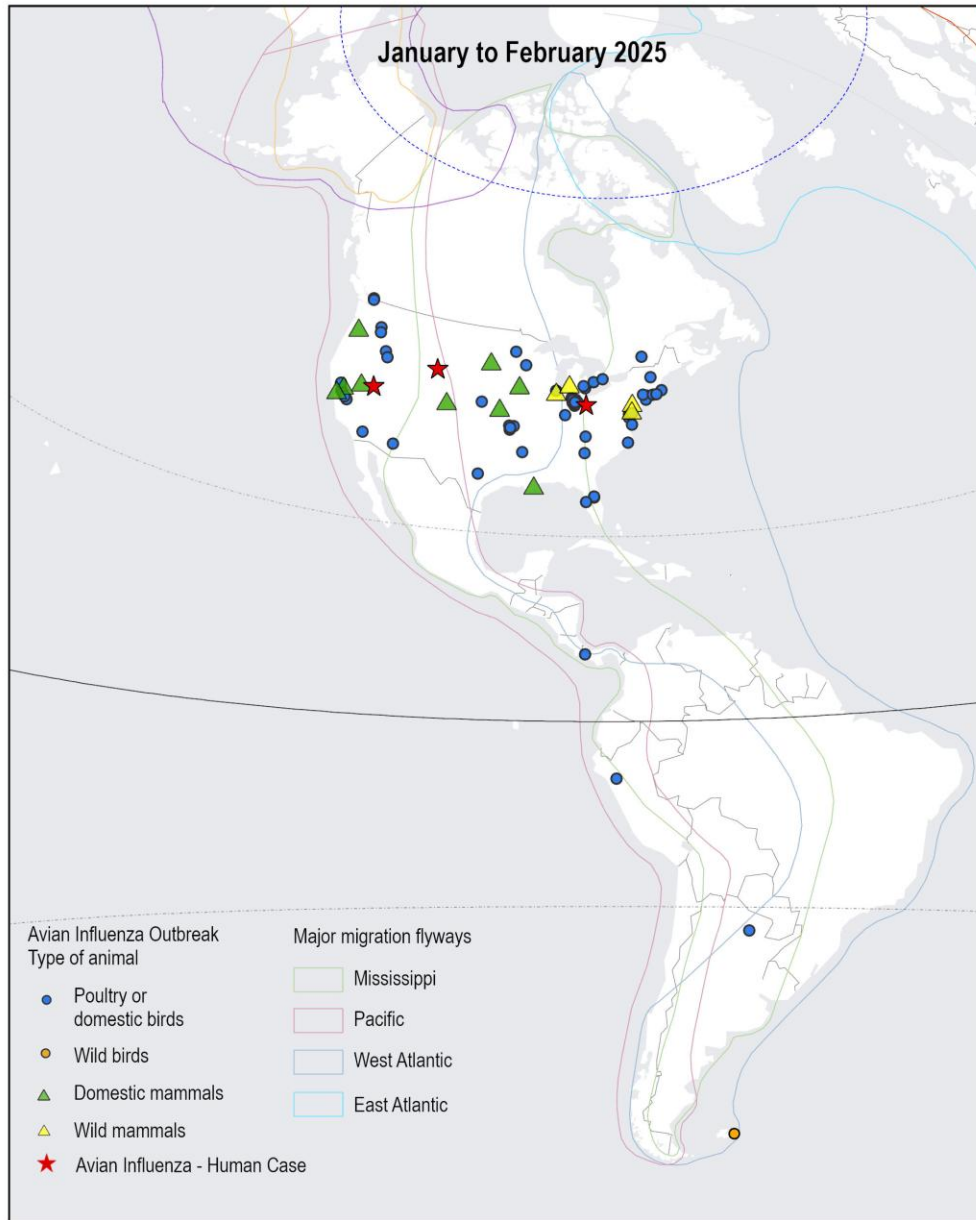 January to February 2025
Avian Influenza Outbreak
Type of animal
Poultry or
domestic birds
Wild birds
Domestic mammals
Wild mammals
Avian Influenza - Human Case
Major migration flyways
Mississippi
Pacific
West Atlantic
East Atlantic